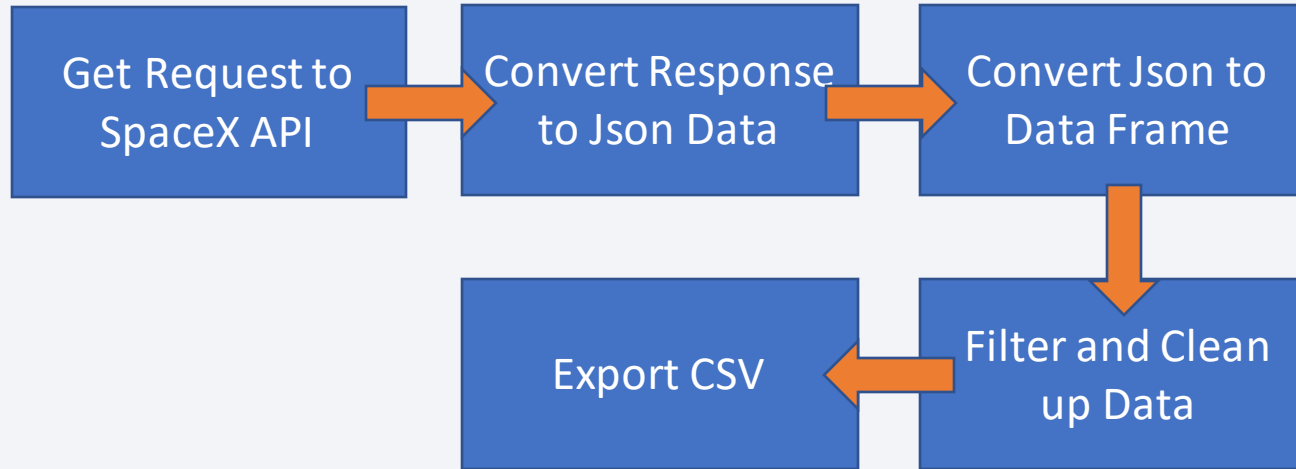 Get Request to
SpaceX API
Convert Response
to Json Data
Convert Json to
Data Frame
Filter and Clean
up Data
Export CSV